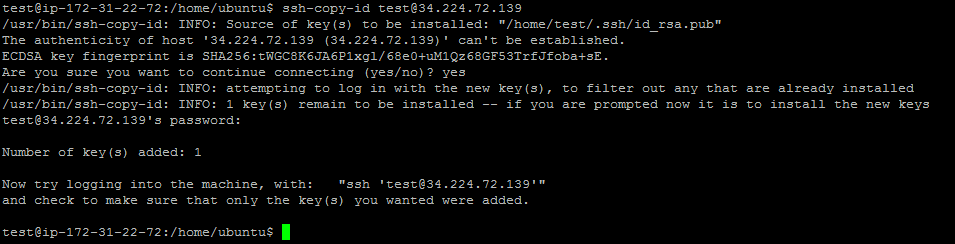 test@ip-172-31-22-72:/home/ubuntu$ ssh-copy-id test@34.224.72.139
/usr/bin/ssh-copy-id: INFO: Source of key(s) to be installed: "/home/test/.ssh/id_rsa.pub"
The authenticity of host '34.224.72.139 (34.224.72.139)' can't be established.
ECDSA key fingerprint is SHA256:tWGC8K6JA6P1xgl/68e0+uM1Qz68GF53TrfJfoba+sE.
Are you sure you want to continue connecting (yes/no)? yes
/usr/bin/ssh-copy-id: INFO: attempting to log in with the new key(s), to filter out any that are already installed
/usr/bin/ssh-copy-id: INFO: 1 key(s) remain to be installed -- if you are prompted now it is to install the new keys
test@34.224.72.139's password:
Number of key(s) added: 1
Now try logging into the machine, with:   "ssh 'test@34.224.72.139'"
and check to make sure that only the key(s) you wanted were added.
test@ip-172-31-22-72:/home/ubuntu$